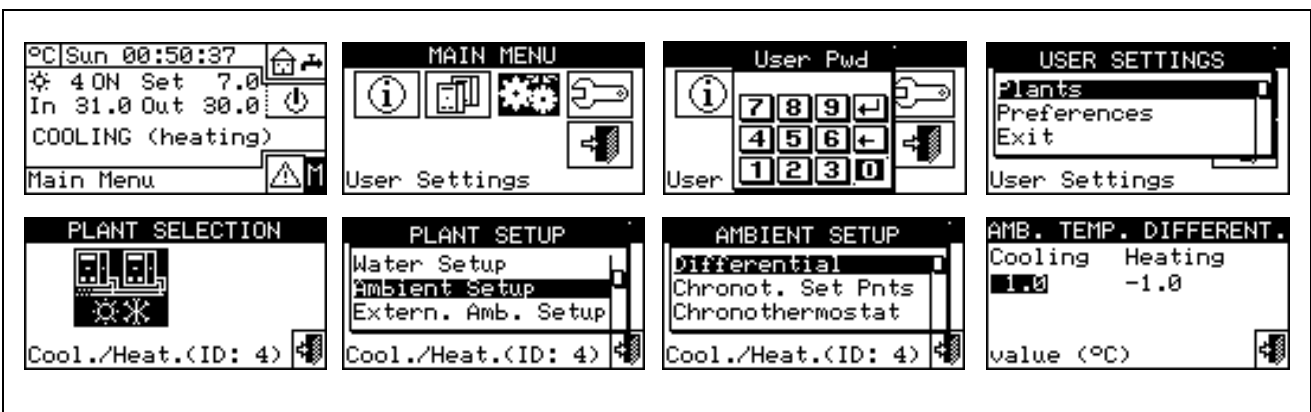 ºC Sun 00:50:37
4 ON Set 7.0
In 31.0 Out 30.0
COOLING (heating)
Main Menu M
MAIN MENU
i
User Settings
User Pwd
i
7 8 9
4 5 6
1 2 3 0
User
USER SETTINGS
Plants
Preferences
Exit
User Settings
PLANT SELECTION
Cool./Heat.(ID: 4)
PLANT SETUP
Water Setup
Ambient Setup
Extern. Amb. Setup
Cool./Heat.(ID: 4)
AMBIENT SETUP
Differential
Chronot. Set Pnts
Chronothermostat
Cool./Heat.(ID: 4)
AMB. TEMP. DIFFERENT.
Cooling Heating
1.0 -1.0
value (ºC)